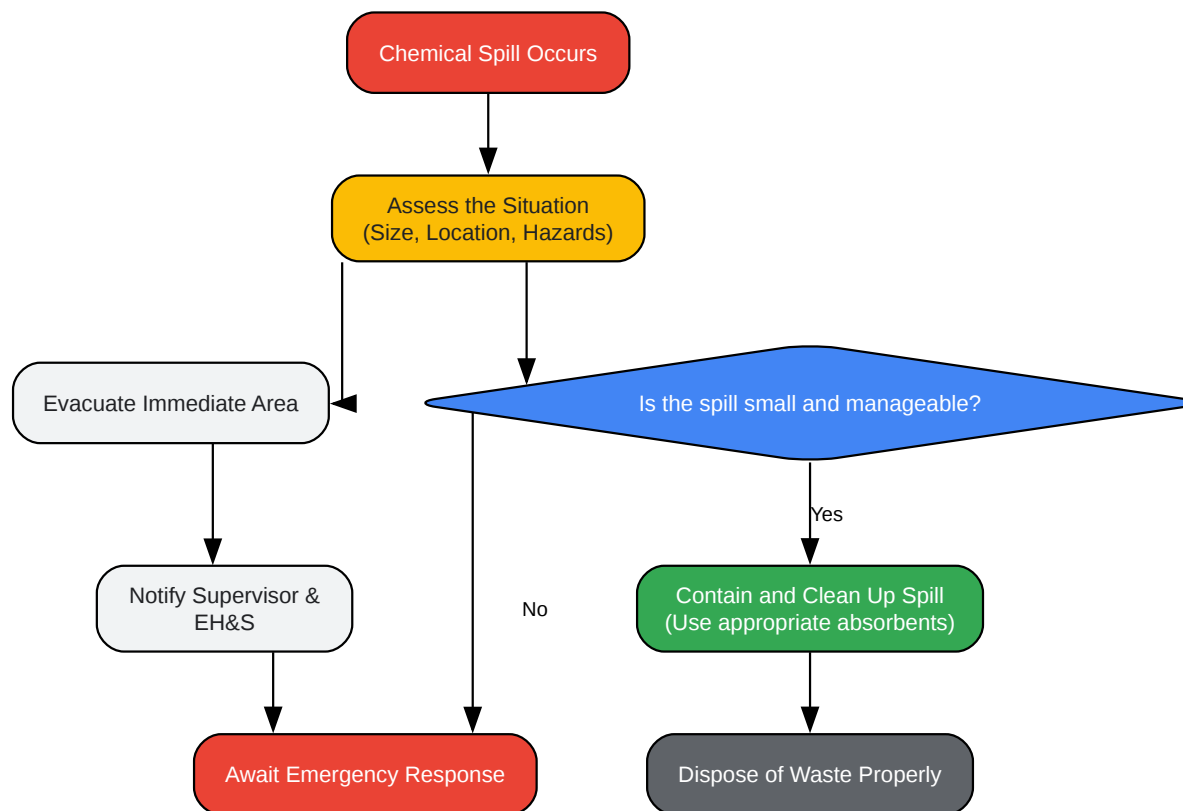 Chemical Spill Occurs
Assess the Situation
(Size, Location, Hazards)
Evacuate Immediate Area
Is the spill small and manageable?
Yes
Notify Supervisor &
EH&S
No
Contain and Clean Up Spill
(Use appropriate absorbents)
Await Emergency Response
Dispose of Waste Properly